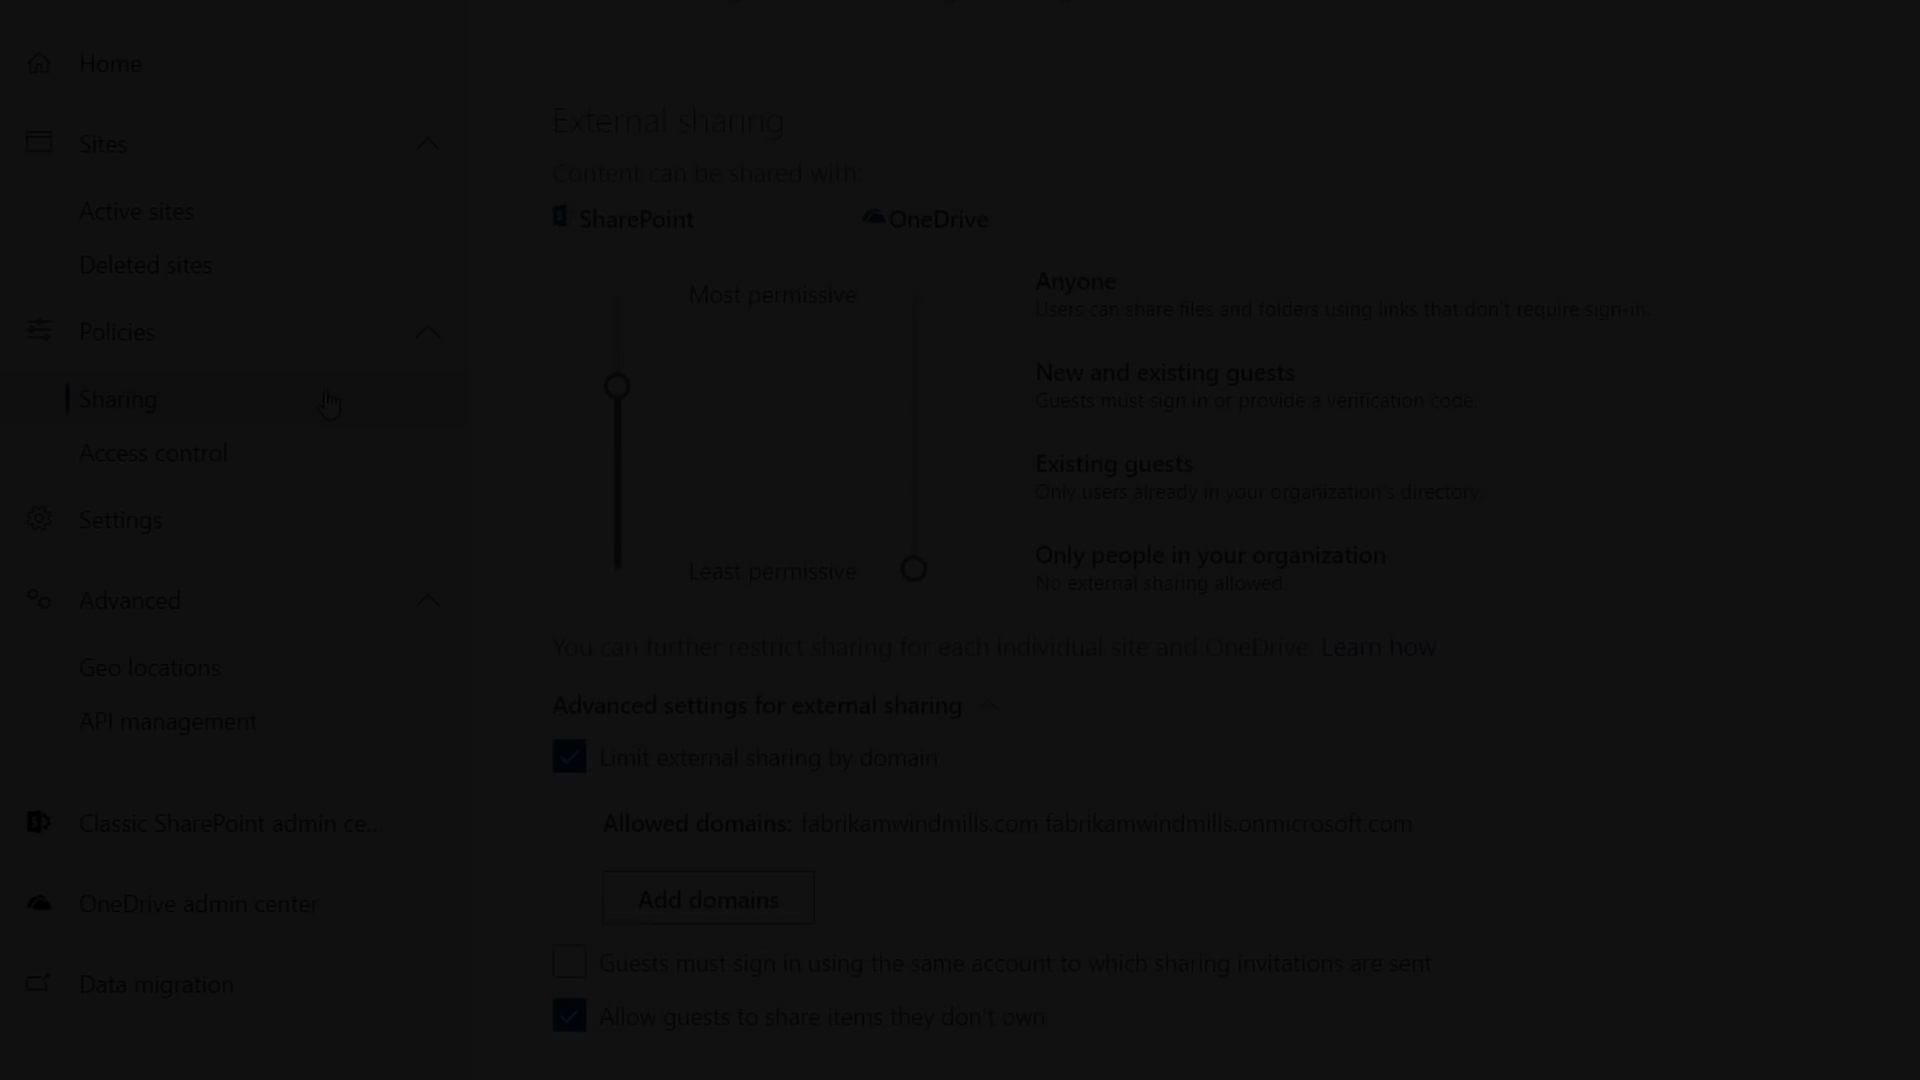 Home
Sites
Active sites
Deleted sites
Policies
Sharing
Access control
Settings
Advanced
Geo locations
API management
Classic SharePoint admin ce...
OneDrive admin center
Data migration
External sharing
Content can be shared with:
SharePoint OneDrive
Most permissive
Least permissive
Anyone
Users can share files and folders using links that don't require sign-in.
New and existing guests
Guests must sign in or provide a verification code.
Existing guests
Only users already in your organization's directory.
Only people in your organization
No external sharing allowed.
You can further restrict sharing for each individual site and OneDrive. Learn how
Advanced settings for external sharing
Limit external sharing by domain
Allowed domains: fabrikamwindmills.com fabrikamwindmills.onmicrosoft.com
Add domains
Guests must sign in using the same account to which sharing invitations are sent
Allow guests to share items they don't own